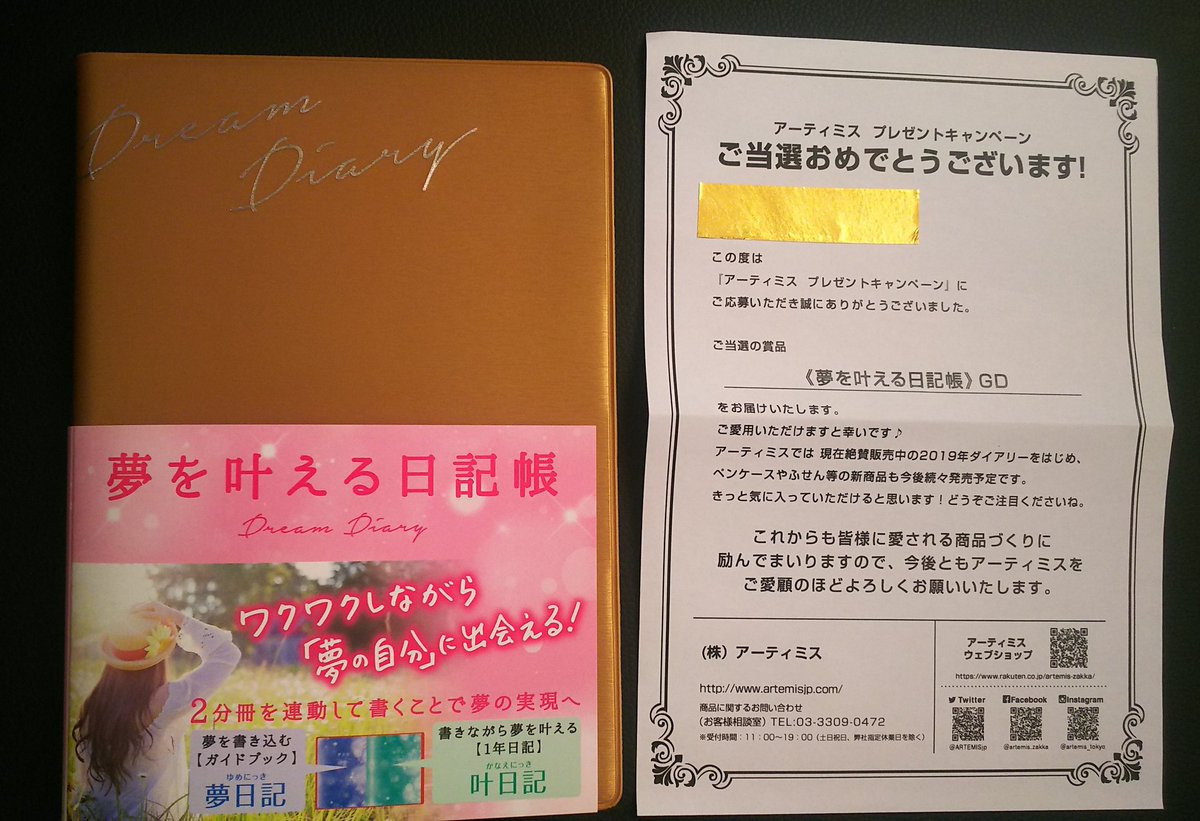 Dream
Diary
夢を叶える日記帳
Dream Diary
ワクワクしながら
「夢の自分」に出会える!
2分冊を連動して書くことで夢の実現へ
夢を書き込む
【ガイドブック】
ゆめにっき
夢日記
書きながら夢を叶える
【1年日記】
かなえにっき
叶日記
アーティミス プレゼントキャンペーン
ご当選おめでとうございます!
この度は
『アーティミス プレゼントキャンペーン』に
ご応募いただき誠にありがとうございました。
ご当選の賞品
《夢を叶える日記帳》GD
をお届けいたします。
ご愛用いただけますと幸いです♪
アーティミスでは 現在絶賛販売中の2019年ダイアリーをはじめ、
ペンケースやふせん等の新商品も今後続々発売予定です。
きっと気に入っていただけると思います!どうぞご注目くださいね。
これからも皆様に愛される商品づくりに
励んでまいりますので、今後ともアーティミスを
ご愛顧のほどよろしくお願いいたします。
(株)アーティミス
http://www.artemisjp.com/
商品に関するお問い合わせ
(お客様相談室) TEL:03-3309-0472
※受付時間:11:00~19:00 (土日祝日、弊社指定休業日を除く)
アーティミス
ウェブショップ
https://www.rakuten.co.jp/artemis-zakka/
Twitter Facebook Instagram
@ARTEMISjp @artemis.zakka @artemis_tokyo